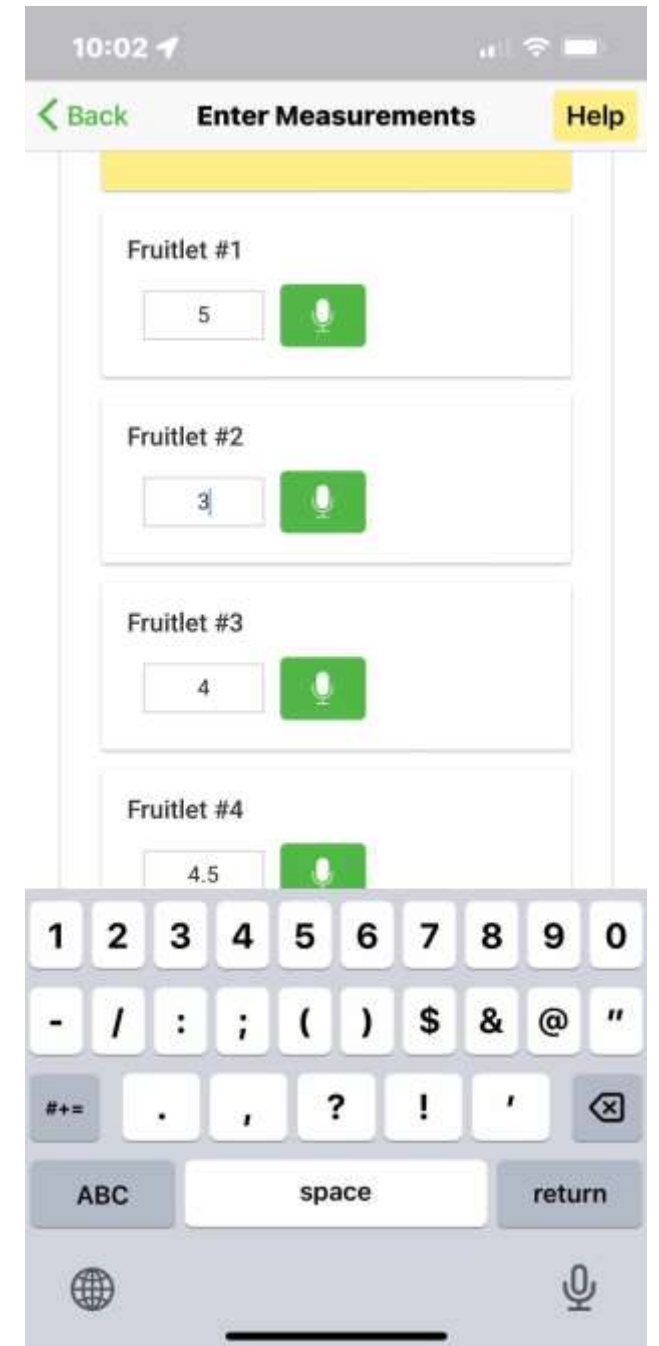 10:02
Back Enter Measurements Help
Fruitlet #1
5
Fruitlet #2
3
Fruitlet #3
4
Fruitlet #4
4.5
1 2 3 4 5 6 7 8 9 0
- / : ; ( ) $ & @ "
#+= . , ? ! '
ABC space return